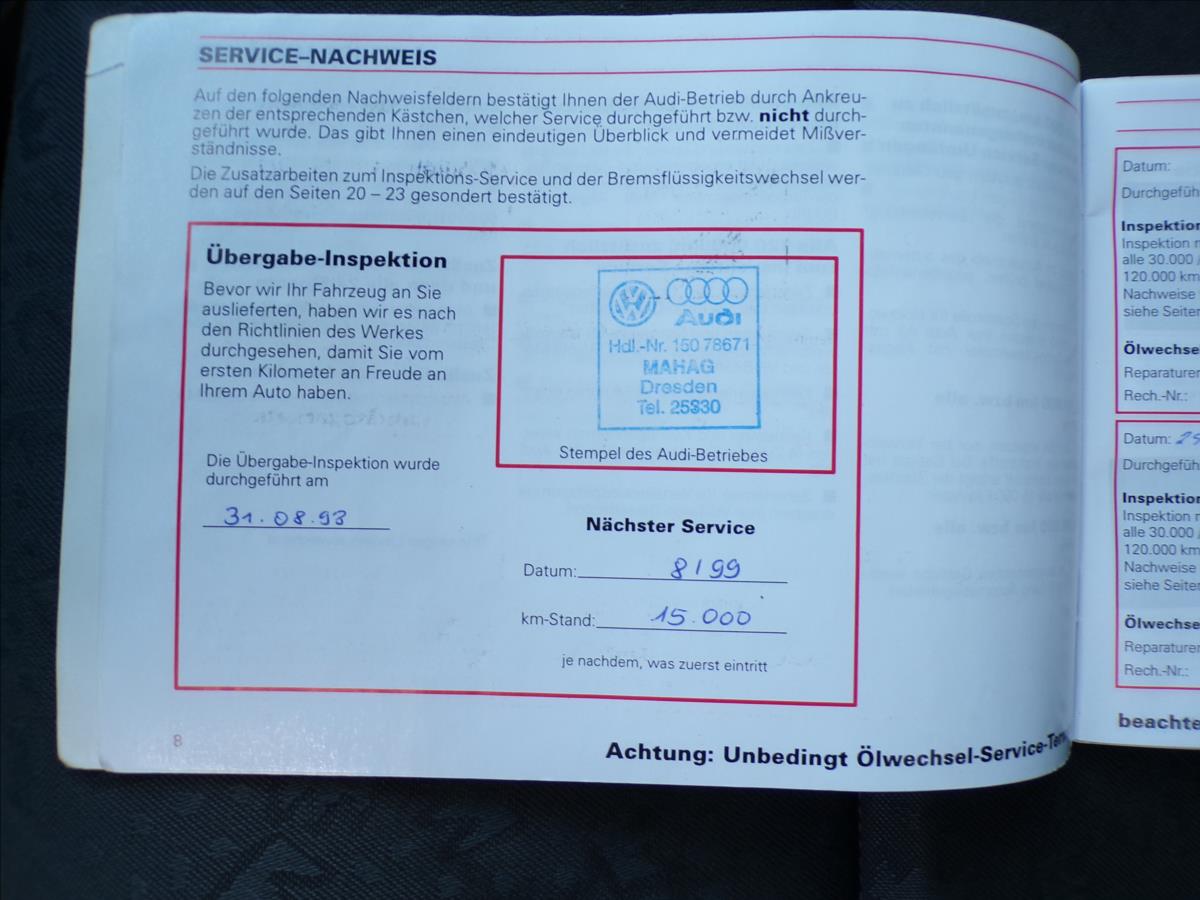 SERVICE–NACHWEIS
Auf den folgenden Nachweisfeldern bestätigt Ihnen der Audi-Betrieb durch Ankreu-
zen der entsprechenden Kästchen, welcher Service durchgeführt bzw. nicht durch-
geführt wurde. Das gibt Ihnen einen eindeutigen Überblick und vermeidet Mißver-
ständnisse.
Die Zusatzarbeiten zum Inspektions-Service und der Bremsflüssigkeitswechsel wer-
den auf den Seiten 20 – 23 gesondert bestätigt.
Übergabe-Inspektion
Bevor wir Ihr Fahrzeug an Sie
auslieferten, haben wir es nach
den Richtlinien des Werkes
durchgesehen, damit Sie vom
ersten Kilometer an Freude an
Ihrem Auto haben.
Die Übergabe-Inspektion wurde
durchgeführt am
31.08.93
Audi
Hdl.-Nr. 150 78671
MAHAG
Dresden
Tel. 25330
Stempel des Audi-Betriebes
Nächster Service
Datum: 8/99
km-Stand: 15.000
je nachdem, was zuerst eintritt
8
Achtung: Unbedingt Ölwechsel-Service-
Datum:
Durchgefüh
Inspektion
Inspektion n
alle 30.000
120.000 km
Nachweise
siehe Seiten
Ölwechsel
Reparaturen
Rech.-Nr.:
Datum:
Durchgefüh
Inspektion
Inspektion n
alle 30.000
120.000 km
Nachweise
siehe Seiten
Ölwechse
Reparaturen
Rech.-Nr.:
beachte